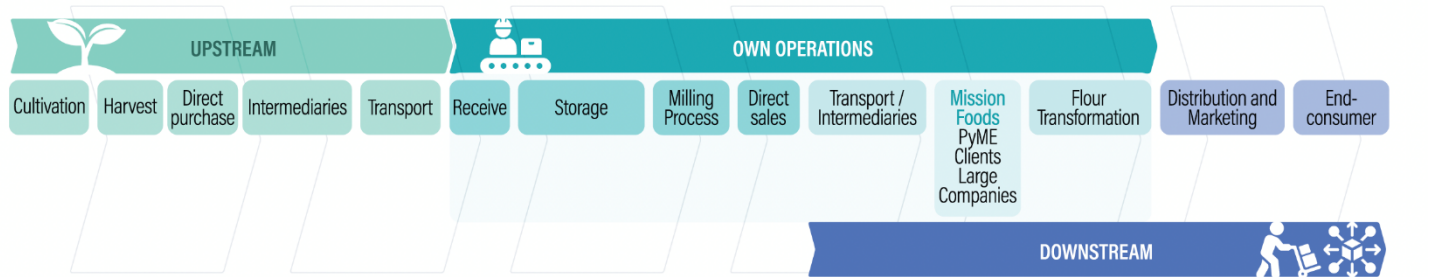 UPSTREAM
OWN OPERATIONS
Cultivation
Harvest
Direct
purchase
Intermediaries
Transport
Receive
Storage
Milling
Process
Direct
sales
Transport /
Intermediaries
Mission
Foods
PyME
Clients
Large
Companies
Flour
Transformation
Distribution and
Marketing
End-
consumer
DOWNSTREAM